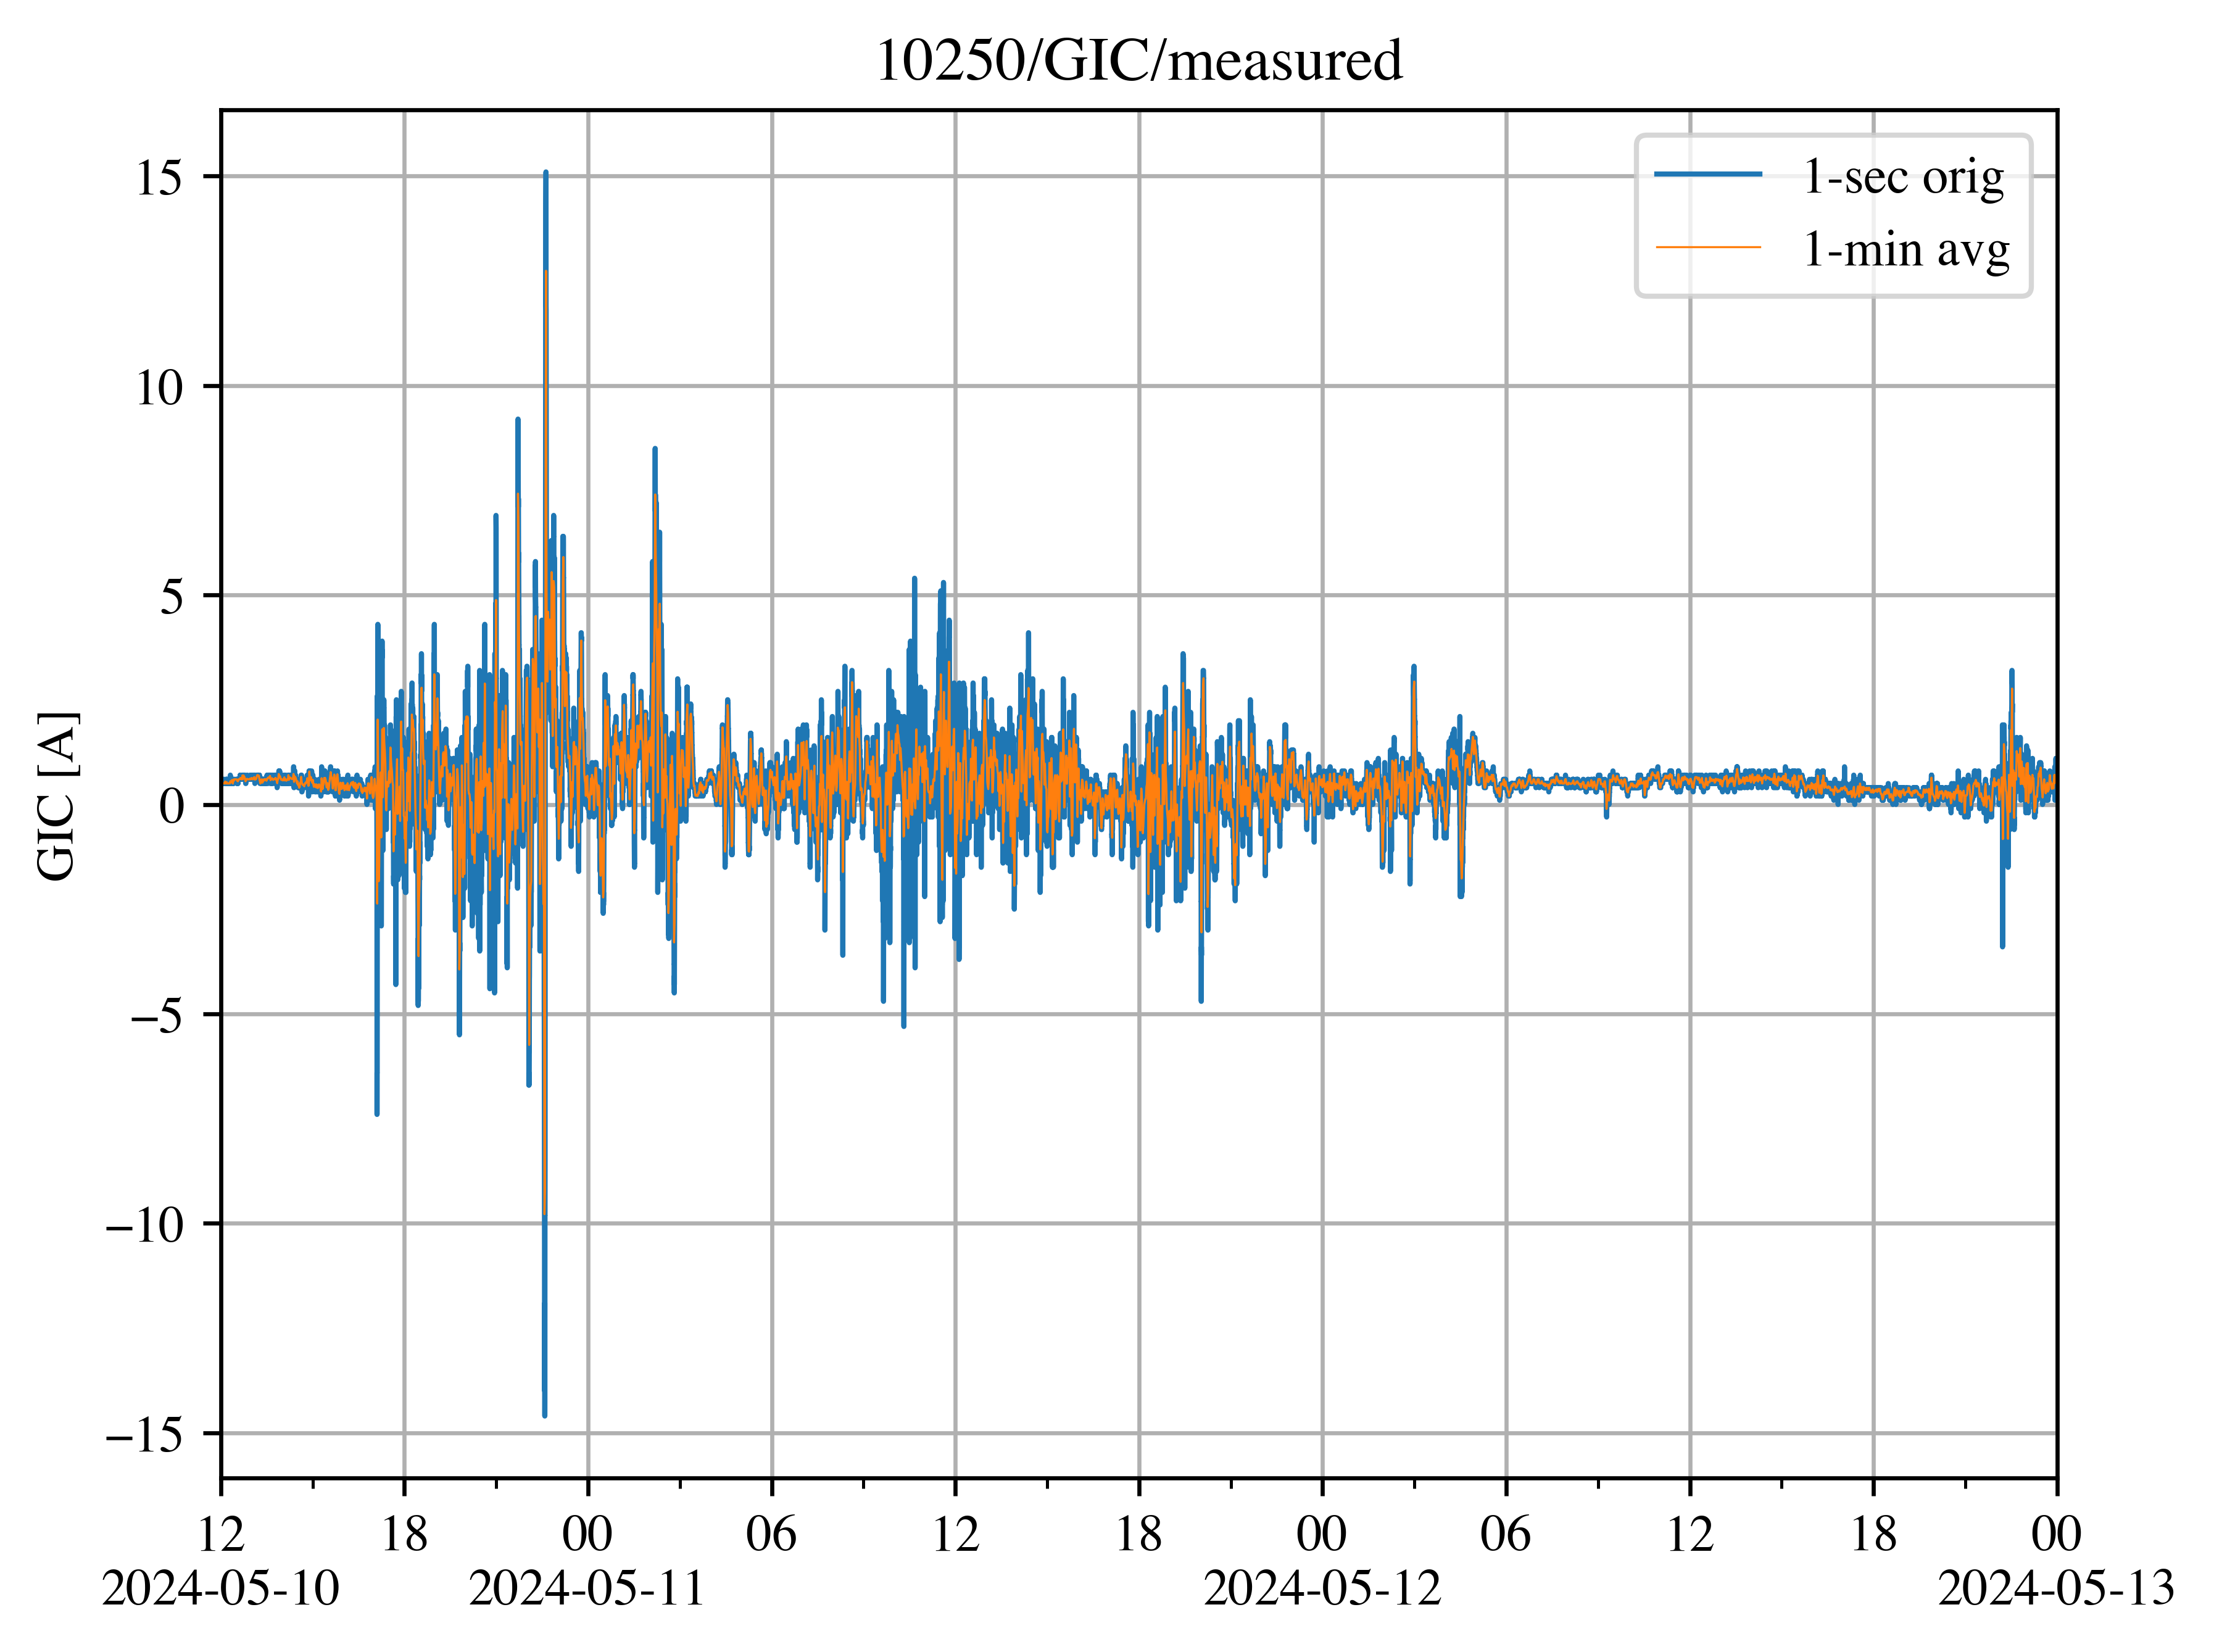 10250/GIC/measured
1-sec orig
1-min avg
GIC [A]
15
10
5
0
−5
−10
−15
12 18 00 06 12 18 00 06 12 18 00
2024-05-10 2024-05-11 2024-05-12 2024-05-13